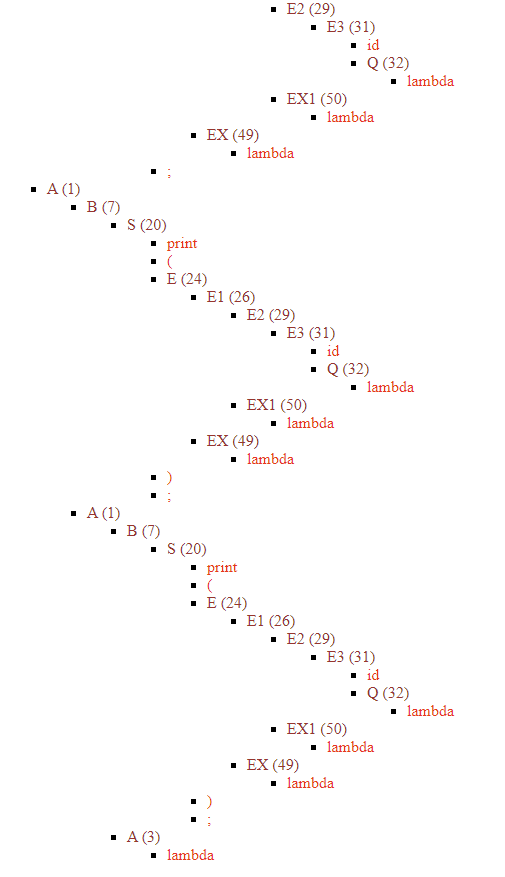 E2 (29)
E3 (31)
id
Q (32)
lambda
EX1 (50)
lambda
EX (49)
lambda
;
A (1)
B (7)
S (20)
print
(
E (24)
E1 (26)
E2 (29)
E3 (31)
id
Q (32)
lambda
EX1 (50)
lambda
EX (49)
lambda
)
;
A (1)
B (7)
S (20)
print
(
E (24)
E1 (26)
E2 (29)
E3 (31)
id
Q (32)
lambda
EX1 (50)
lambda
EX (49)
lambda
)
;
A (3)
lambda